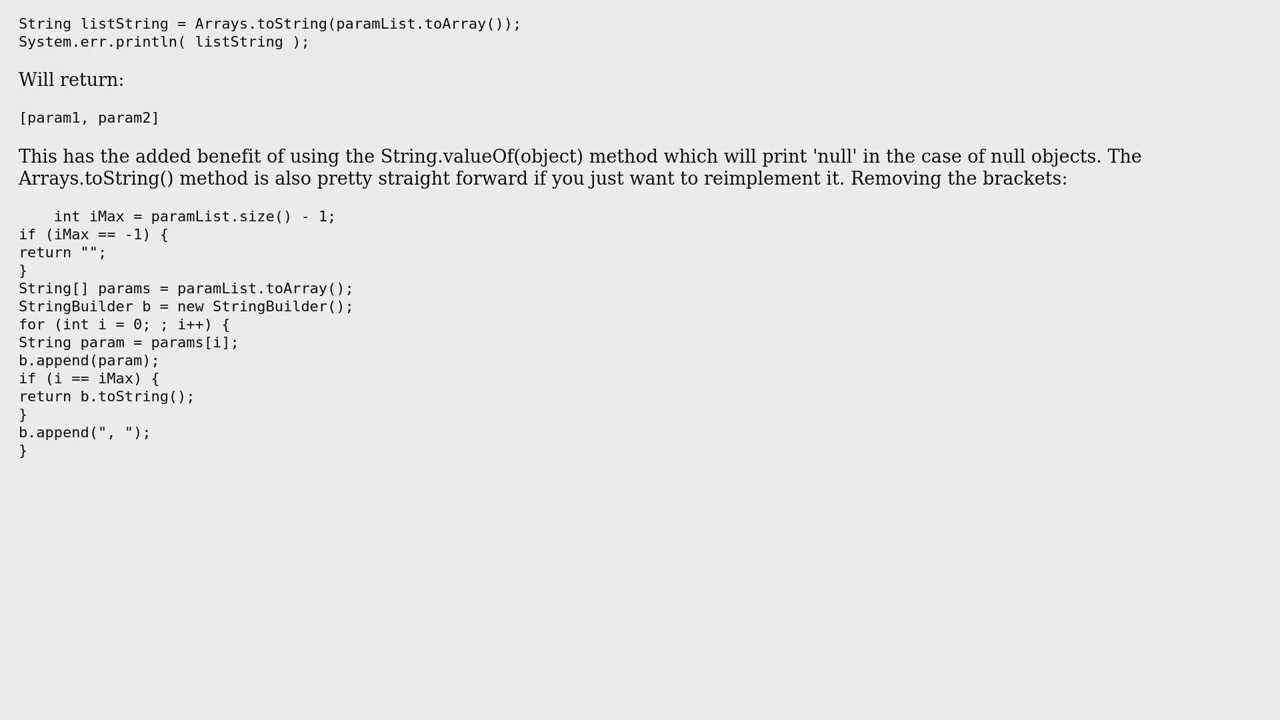 String listString = Arrays.toString(paramList.toArray());
System.err.println( listString );
Will return:
[param1, param2]
This has the added benefit of using the String.valueOf(object) method which will print 'null' in the case of null objects. The
Arrays.toString() method is also pretty straight forward if you just want to reimplement it. Removing the brackets:
    int iMax = paramList.size() - 1;
if (iMax == -1) {
return "";
}
String[] params = paramList.toArray();
StringBuilder b = new StringBuilder();
for (int i = 0; ; i++) {
String param = params[i];
b.append(param);
if (i == iMax) {
return b.toString();
}
b.append(", ");
}